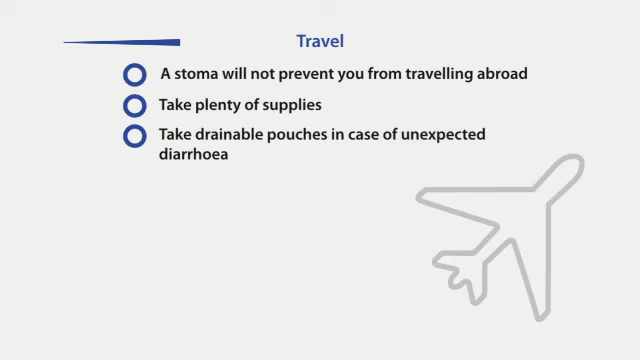 Travel
A stoma will not prevent you from travelling abroad
Take plenty of supplies
Take drainable pouches in case of unexpected
diarrhoea